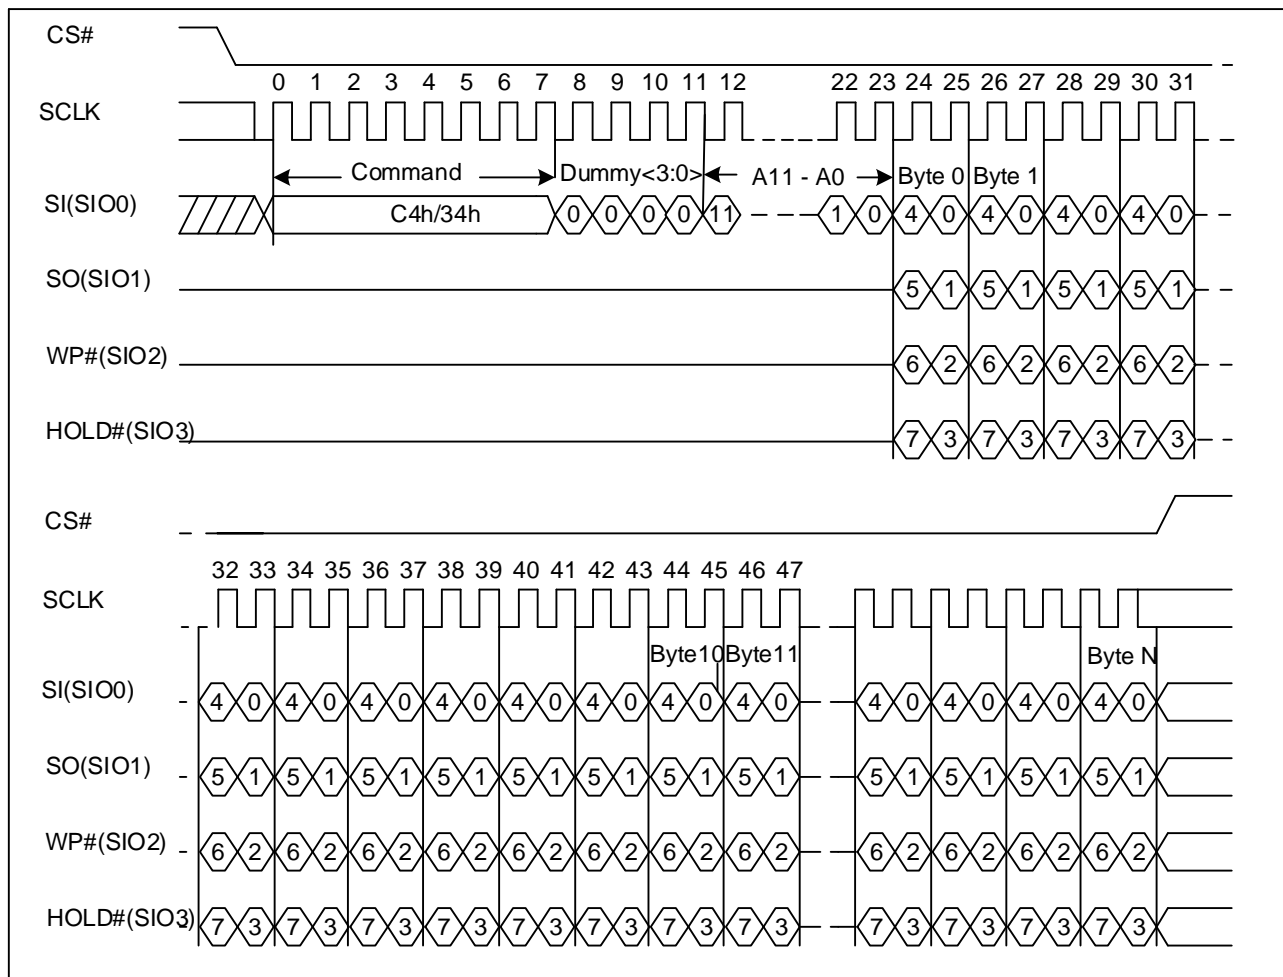 CS#
0 1 2 3 4 5 6 7 8 9 10 11 12 22 23 24 25 26 27 28 29 30 31
SCLK
Command Dummy<3:0> A11 - A0 Byte 0 Byte 1
SI(SIO0) C4h/34h 0 0 0 0 11 1 0 4 0 4 0 4 0 4 0
SO(SIO1) 5 1 5 1 5 1 5 1
WP#(SIO2) 6 2 6 2 6 2 6 2
HOLD#(SIO3) 7 3 7 3 7 3 7 3
CS#
32 33 34 35 36 37 38 39 40 41 42 43 44 45 46 47
SCLK
Byte10 Byte11 Byte N
SI(SIO0) 4 0 4 0 4 0 4 0 4 0 4 0 4 0 4 0 4 0 4 0 4 0 4 0
SO(SIO1) 5 1 5 1 5 1 5 1 5 1 5 1 5 1 5 1 5 1 5 1 5 1 5 1
WP#(SIO2) 6 2 6 2 6 2 6 2 6 2 6 2 6 2 6 2 6 2 6 2 6 2 6 2
HOLD#(SIO3) 7 3 7 3 7 3 7 3 7 3 7 3 7 3 7 3 7 3 7 3 7 3 7 3